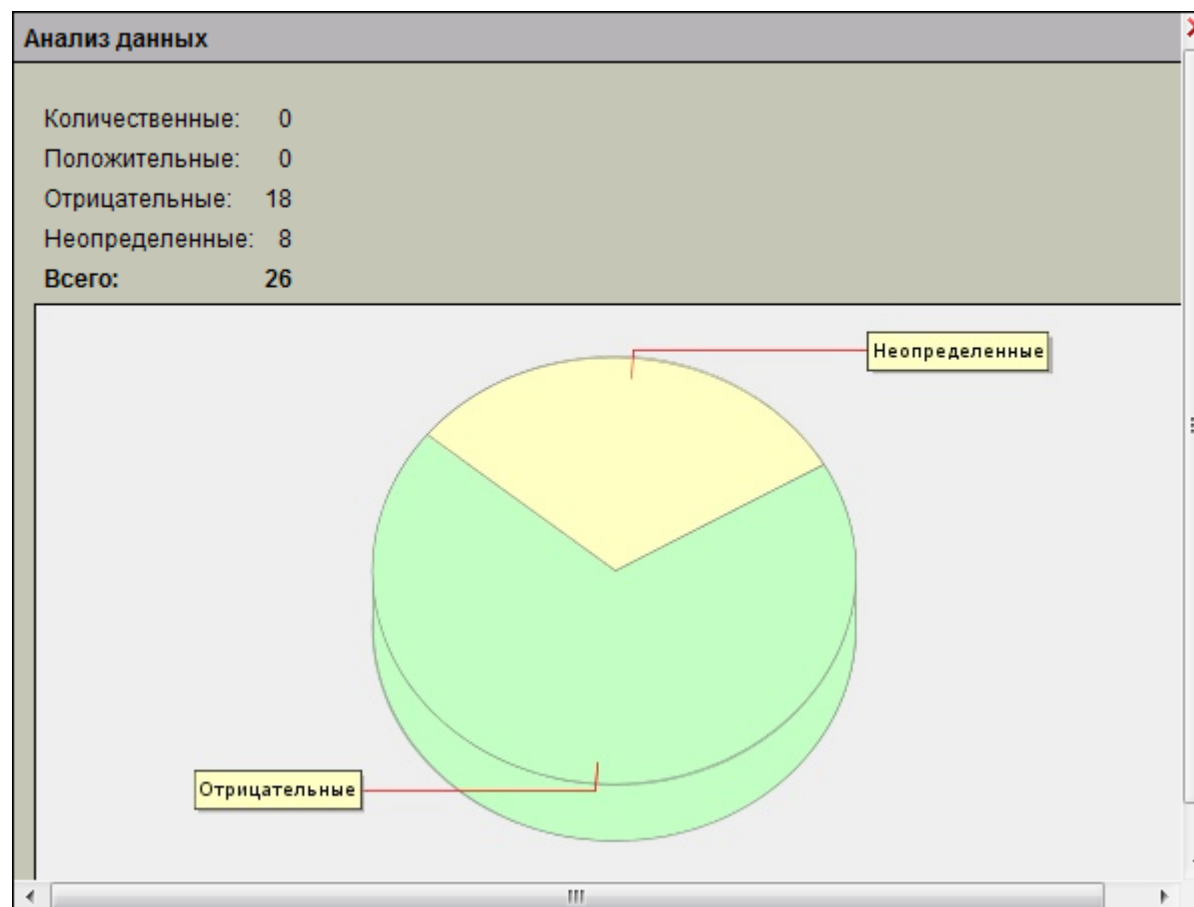 Анализ данных
Количественные: 0
Положительные: 0
Отрицательные: 18
Неопределенные: 8
Всего: 26
Неопределенные
Отрицательные